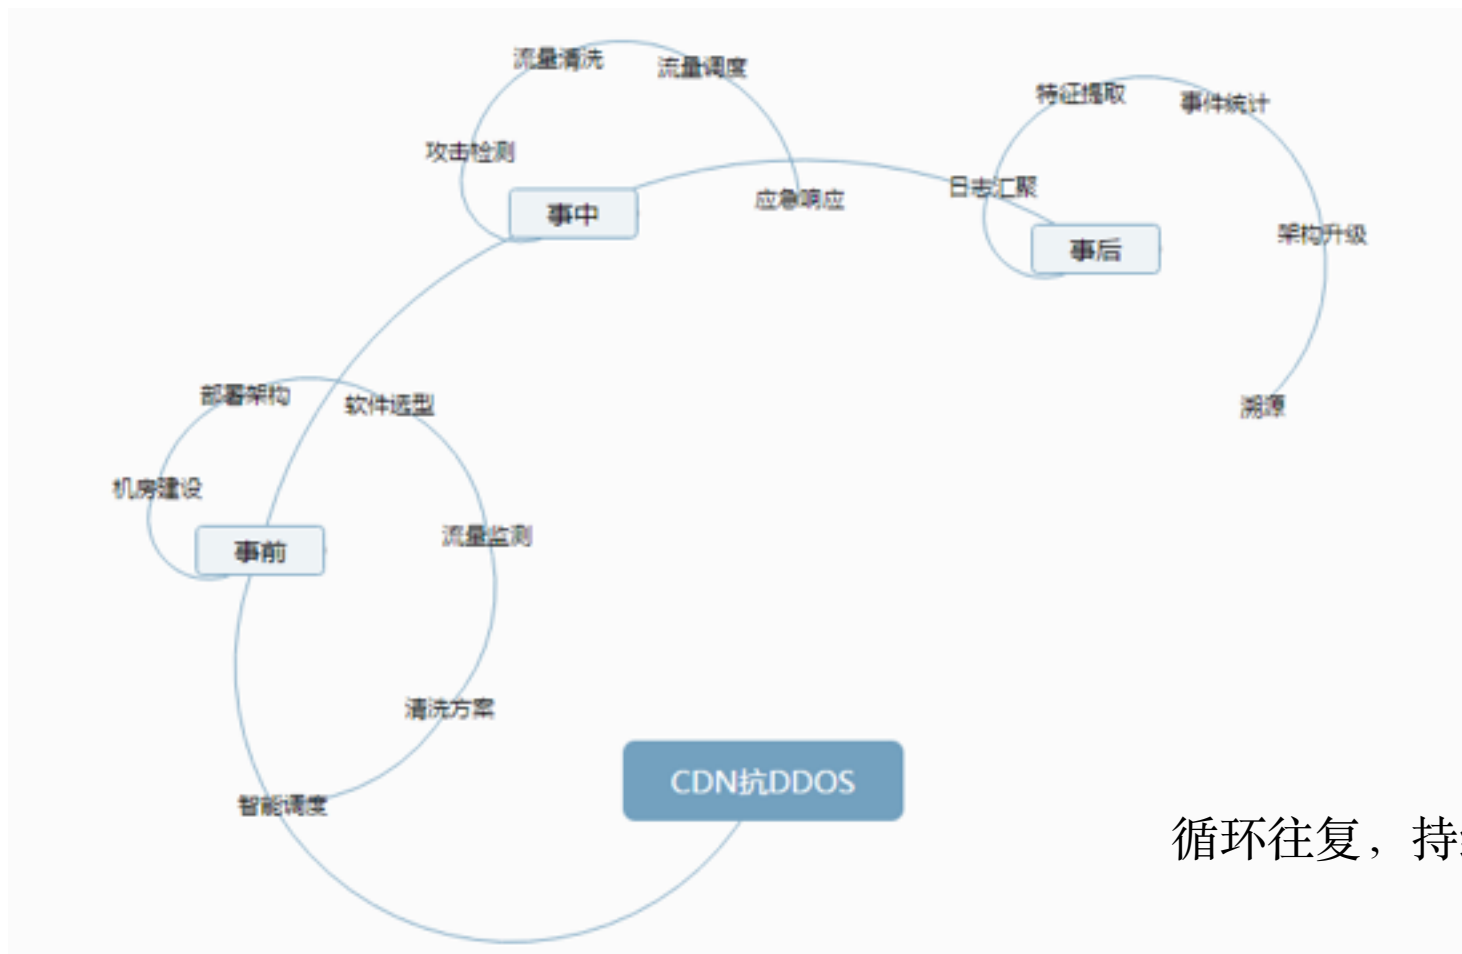 流量清洗
流量调度
攻击检测
事中
应急响应
特征提取
事件统计
日志汇聚
事后
架构升级
溯源
部署架构
软件选型
机房建设
事前
流量监测
清洗方案
智能调度
CDN抗DDOS
循环往复，持